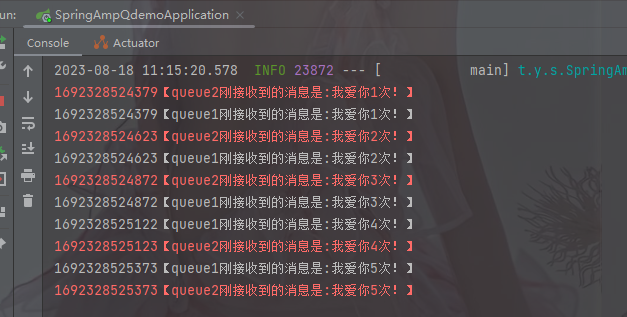 un: SpringAmpQdemoApplication ×
Console Actuator
2023-08-18 11:15:20.578 INFO 23872 --- [ main] t.y.s.SpringAm
1692328524379【queue2刚接收到的消息是:我爱你1次! 】
1692328524379【queue1刚接收到的消息是:我爱你1次! 】
1692328524623【queue2刚接收到的消息是:我爱你2次! 】
1692328524623【queue1刚接收到的消息是:我爱你2次! 】
1692328524872【queue2刚接收到的消息是:我爱你3次! 】
1692328524872【queue1刚接收到的消息是:我爱你3次! 】
1692328525122【queue1刚接收到的消息是:我爱你4次! 】
1692328525123【queue2刚接收到的消息是:我爱你4次! 】
1692328525373【queue1刚接收到的消息是:我爱你5次! 】
1692328525373【queue2刚接收到的消息是:我爱你5次! 】